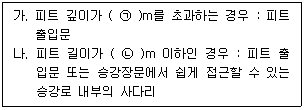 가. 피트 깊이가 ( ㉠ )m를 초과하는 경우 : 피트
출입문
나. 피트 길이가 ( ㉡ )m 이하인 경우 : 피트 출
입문 또는 승강장문에서 쉽게 접근할 수 있는
승강로 내부의 사다리